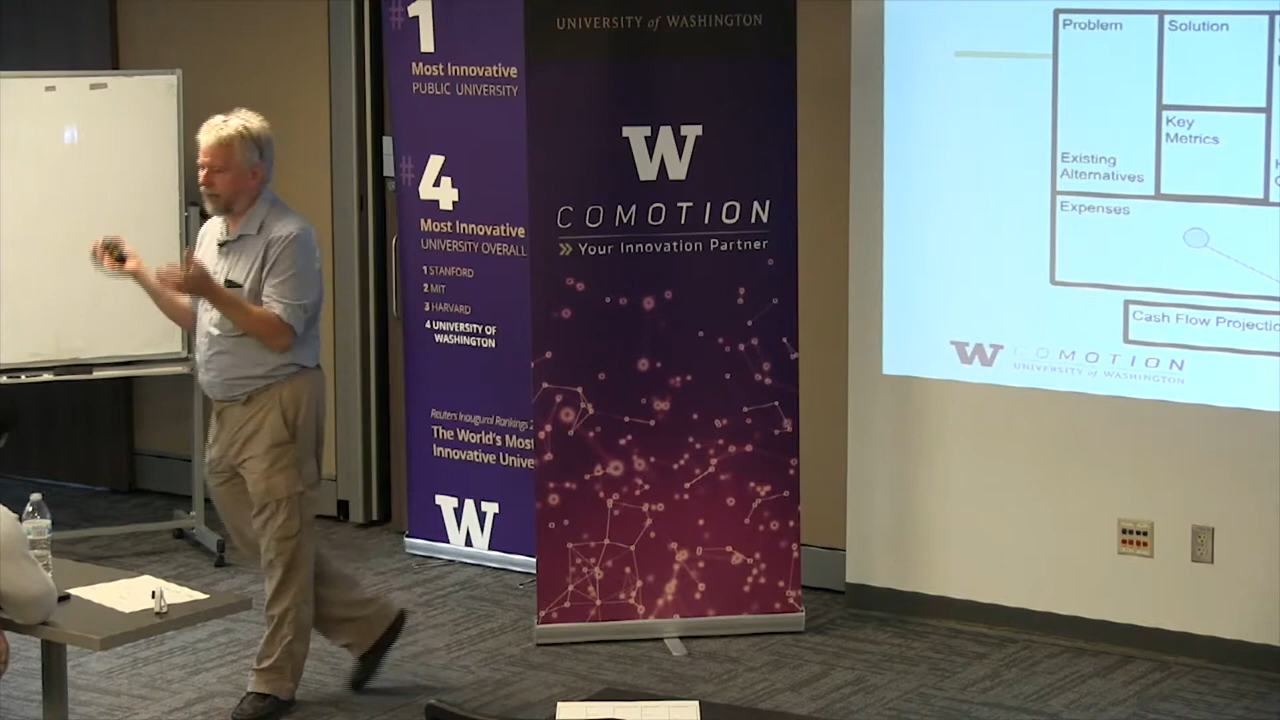 #1
Most Innovative
PUBLIC UNIVERSITY
#4
Most Innovative
UNIVERSITY OVERALL
1 STANFORD
2 MIT
3 HARVARD
4 UNIVERSITY OF
WASHINGTON
Reuters Inaugural Rankings
The World's Most
Innovative Unive
W
UNIVERSITY of WASHINGTON
W
COMOTION
Your Innovation Partner
Problem
Existing
Alternatives
Solution
Key
Metrics
Expenses
Cash Flow Projectio
W COMOTION
UNIVERSITY of WASHINGTON